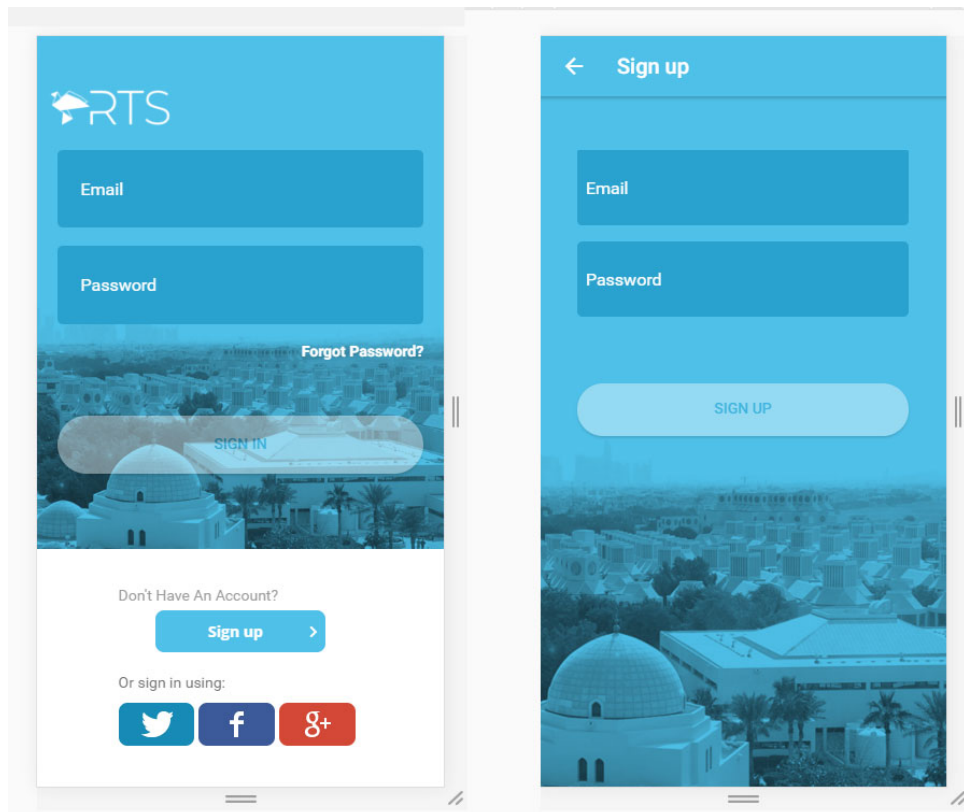 RTS
Email
Password
Forgot Password?
SIGN IN
Don't Have An Account?
Sign up
Or sign in using:
f
g+
Sign up
Email
Password
SIGN UP